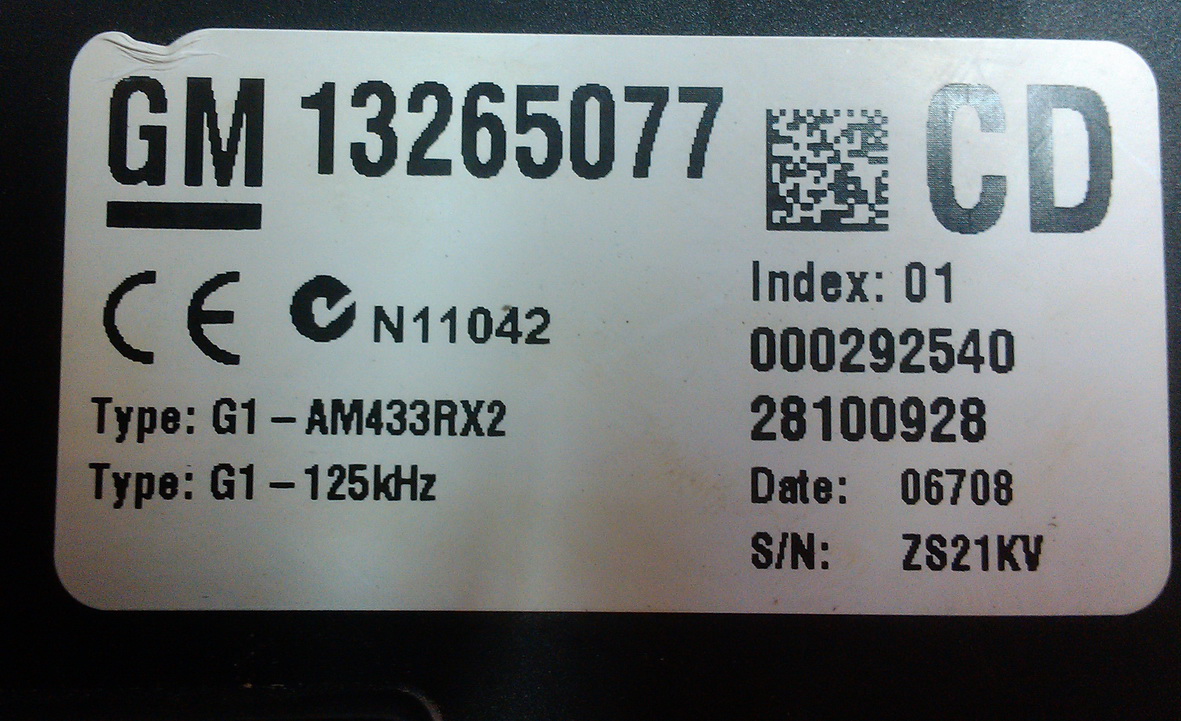 GM 13265077 CD
CE N11042
Type: G1-AM433RX2
Type: G1-125kHz
Index: 01
000292540
28100928
Date: 06708
S/N: ZS21KV